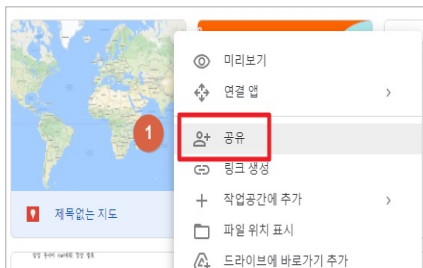 미리보기
연결 앱
1
공유
링크 생성
작업공간에 추가
제목없는 지도
파일 위치 표시
드라이브에 바로가기 추가